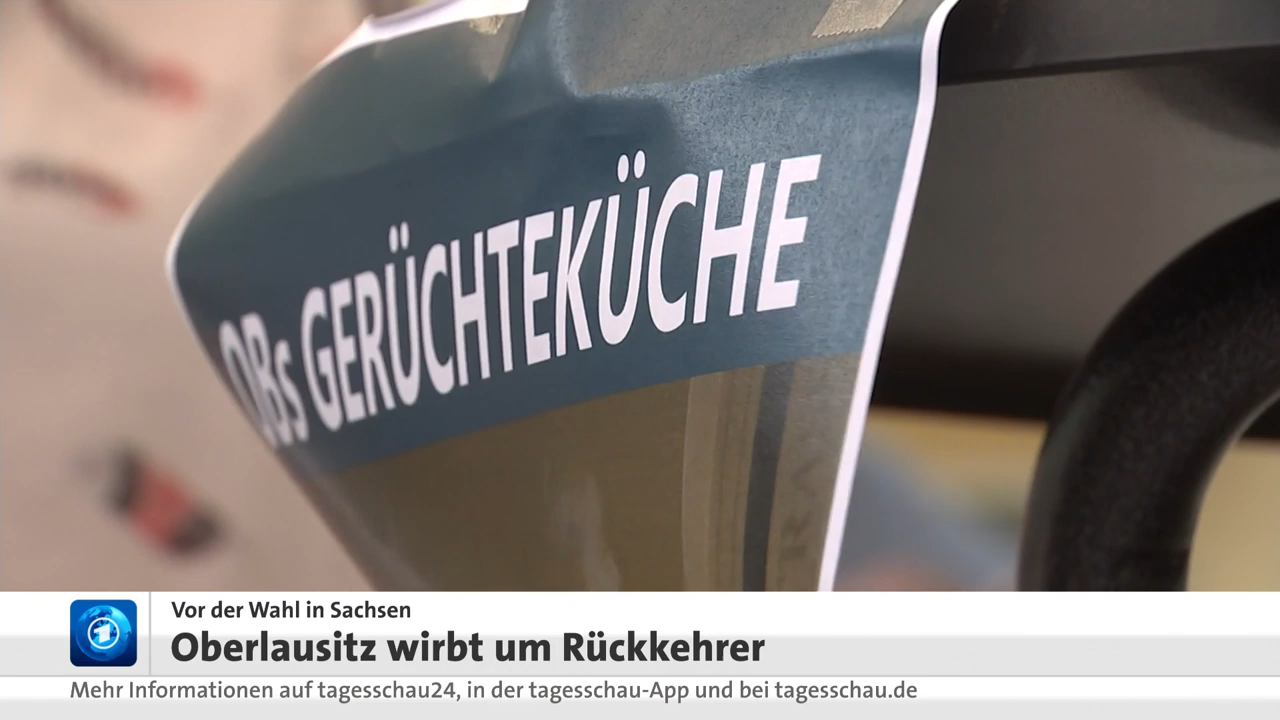 OBs GERÜCHTEKÜCHE
Vor der Wahl in Sachsen
Oberlausitz wirbt um Rückkehrer
Mehr Informationen auf tagesschau24, in der tagesschau-App und bei tagesschau.de